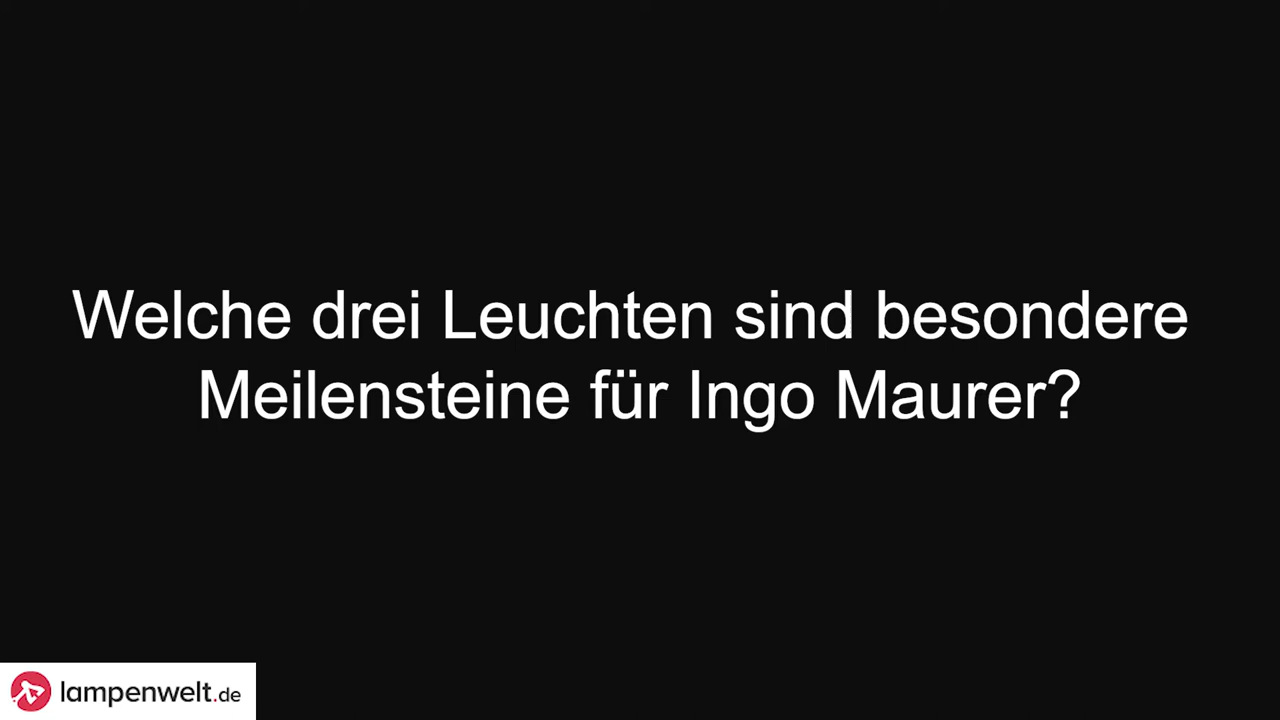 Welche drei Leuchten sind besondere
Meilensteine für Ingo Maurer?
lampenwelt.de